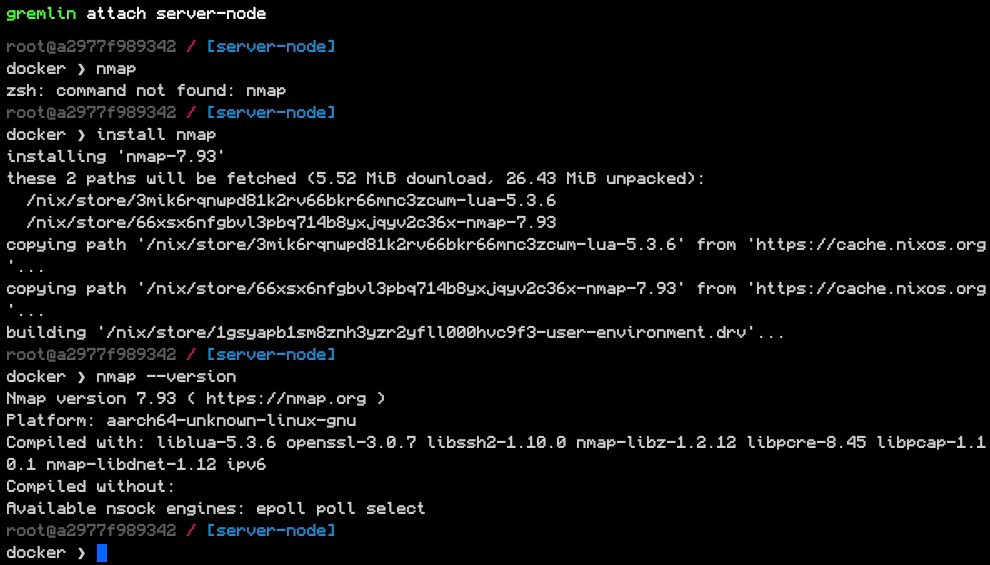 gremlin attach server-node
root@a2977f989342 / [server-node]
docker ❯ nmap
zsh: command not found: nmap
root@a2977f989342 / [server-node]
docker ❯ install nmap
installing 'nmap-7.93'
these 2 paths will be fetched (5.52 MiB download, 26.43 MiB unpacked):
  /nix/store/3mik6rqnwpd81k2rv66bkr66mnc3zcwm-lua-5.3.6
  /nix/store/66xsx6nfgbvl3pbq714b8yxjqyv2c36x-nmap-7.93
copying path '/nix/store/3mik6rqnwpd81k2rv66bkr66mnc3zcwm-lua-5.3.6' from 'https://cache.nixos.org
'...
copying path '/nix/store/66xsx6nfgbvl3pbq714b8yxjqyv2c36x-nmap-7.93' from 'https://cache.nixos.org
'...
building '/nix/store/1gsyapb1sm8znh3yzr2yfll000hvc9f3-user-environment.drv'...
root@a2977f989342 / [server-node]
docker ❯ nmap --version
Nmap version 7.93 ( https://nmap.org )
Platform: aarch64-unknown-linux-gnu
Compiled with: liblua-5.3.6 openssl-3.0.7 libssh2-1.10.0 nmap-libz-1.2.12 libpcre-8.45 libpcap-1.1
0.1 nmap-libdnet-1.12 ipv6
Compiled without:
Available nsock engines: epoll poll select
root@a2977f989342 / [server-node]
docker ❯